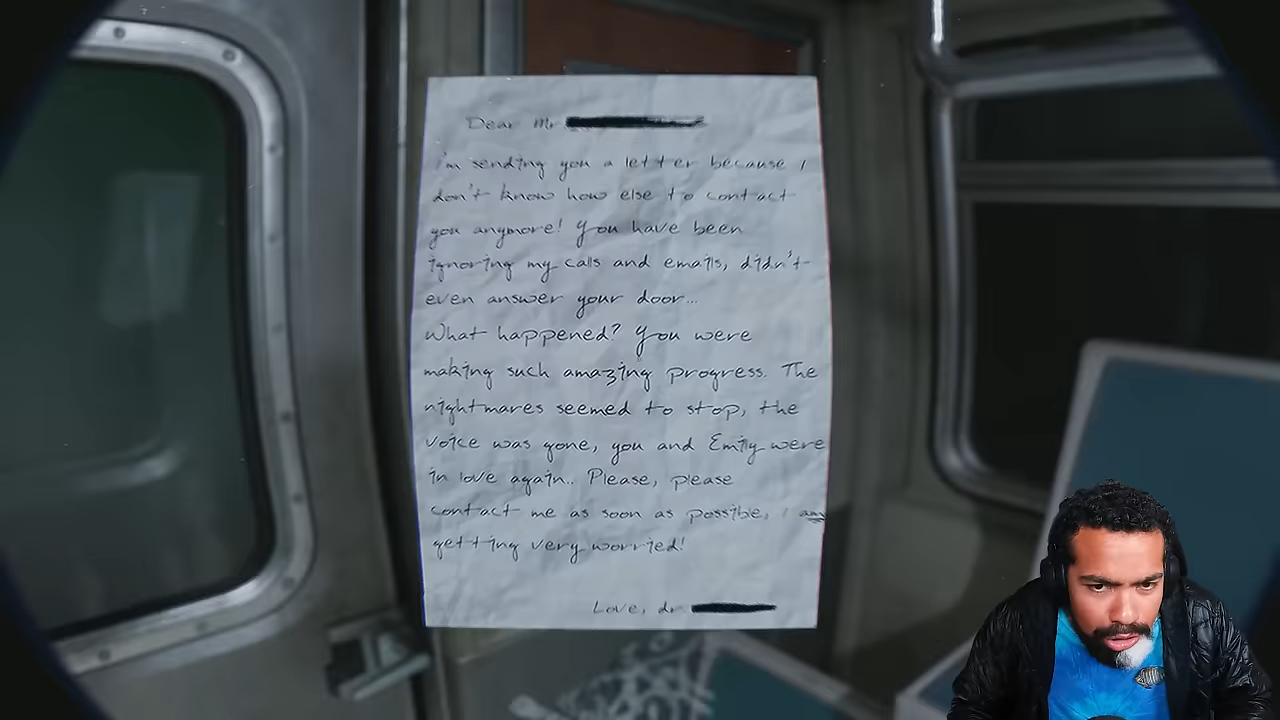 Dear Mr
I'm sending you a letter because I
don't know how else to contact
you anymore! You have been
ignoring my calls and emails, didn't
even answer your door...
What happened? You were
making such amazing progress. The
nightmares seemed to stop, the
voice was gone, you and Emily were
in love again.. Please, please
contact me as soon as possible, I am
getting very worried!
Love, dr